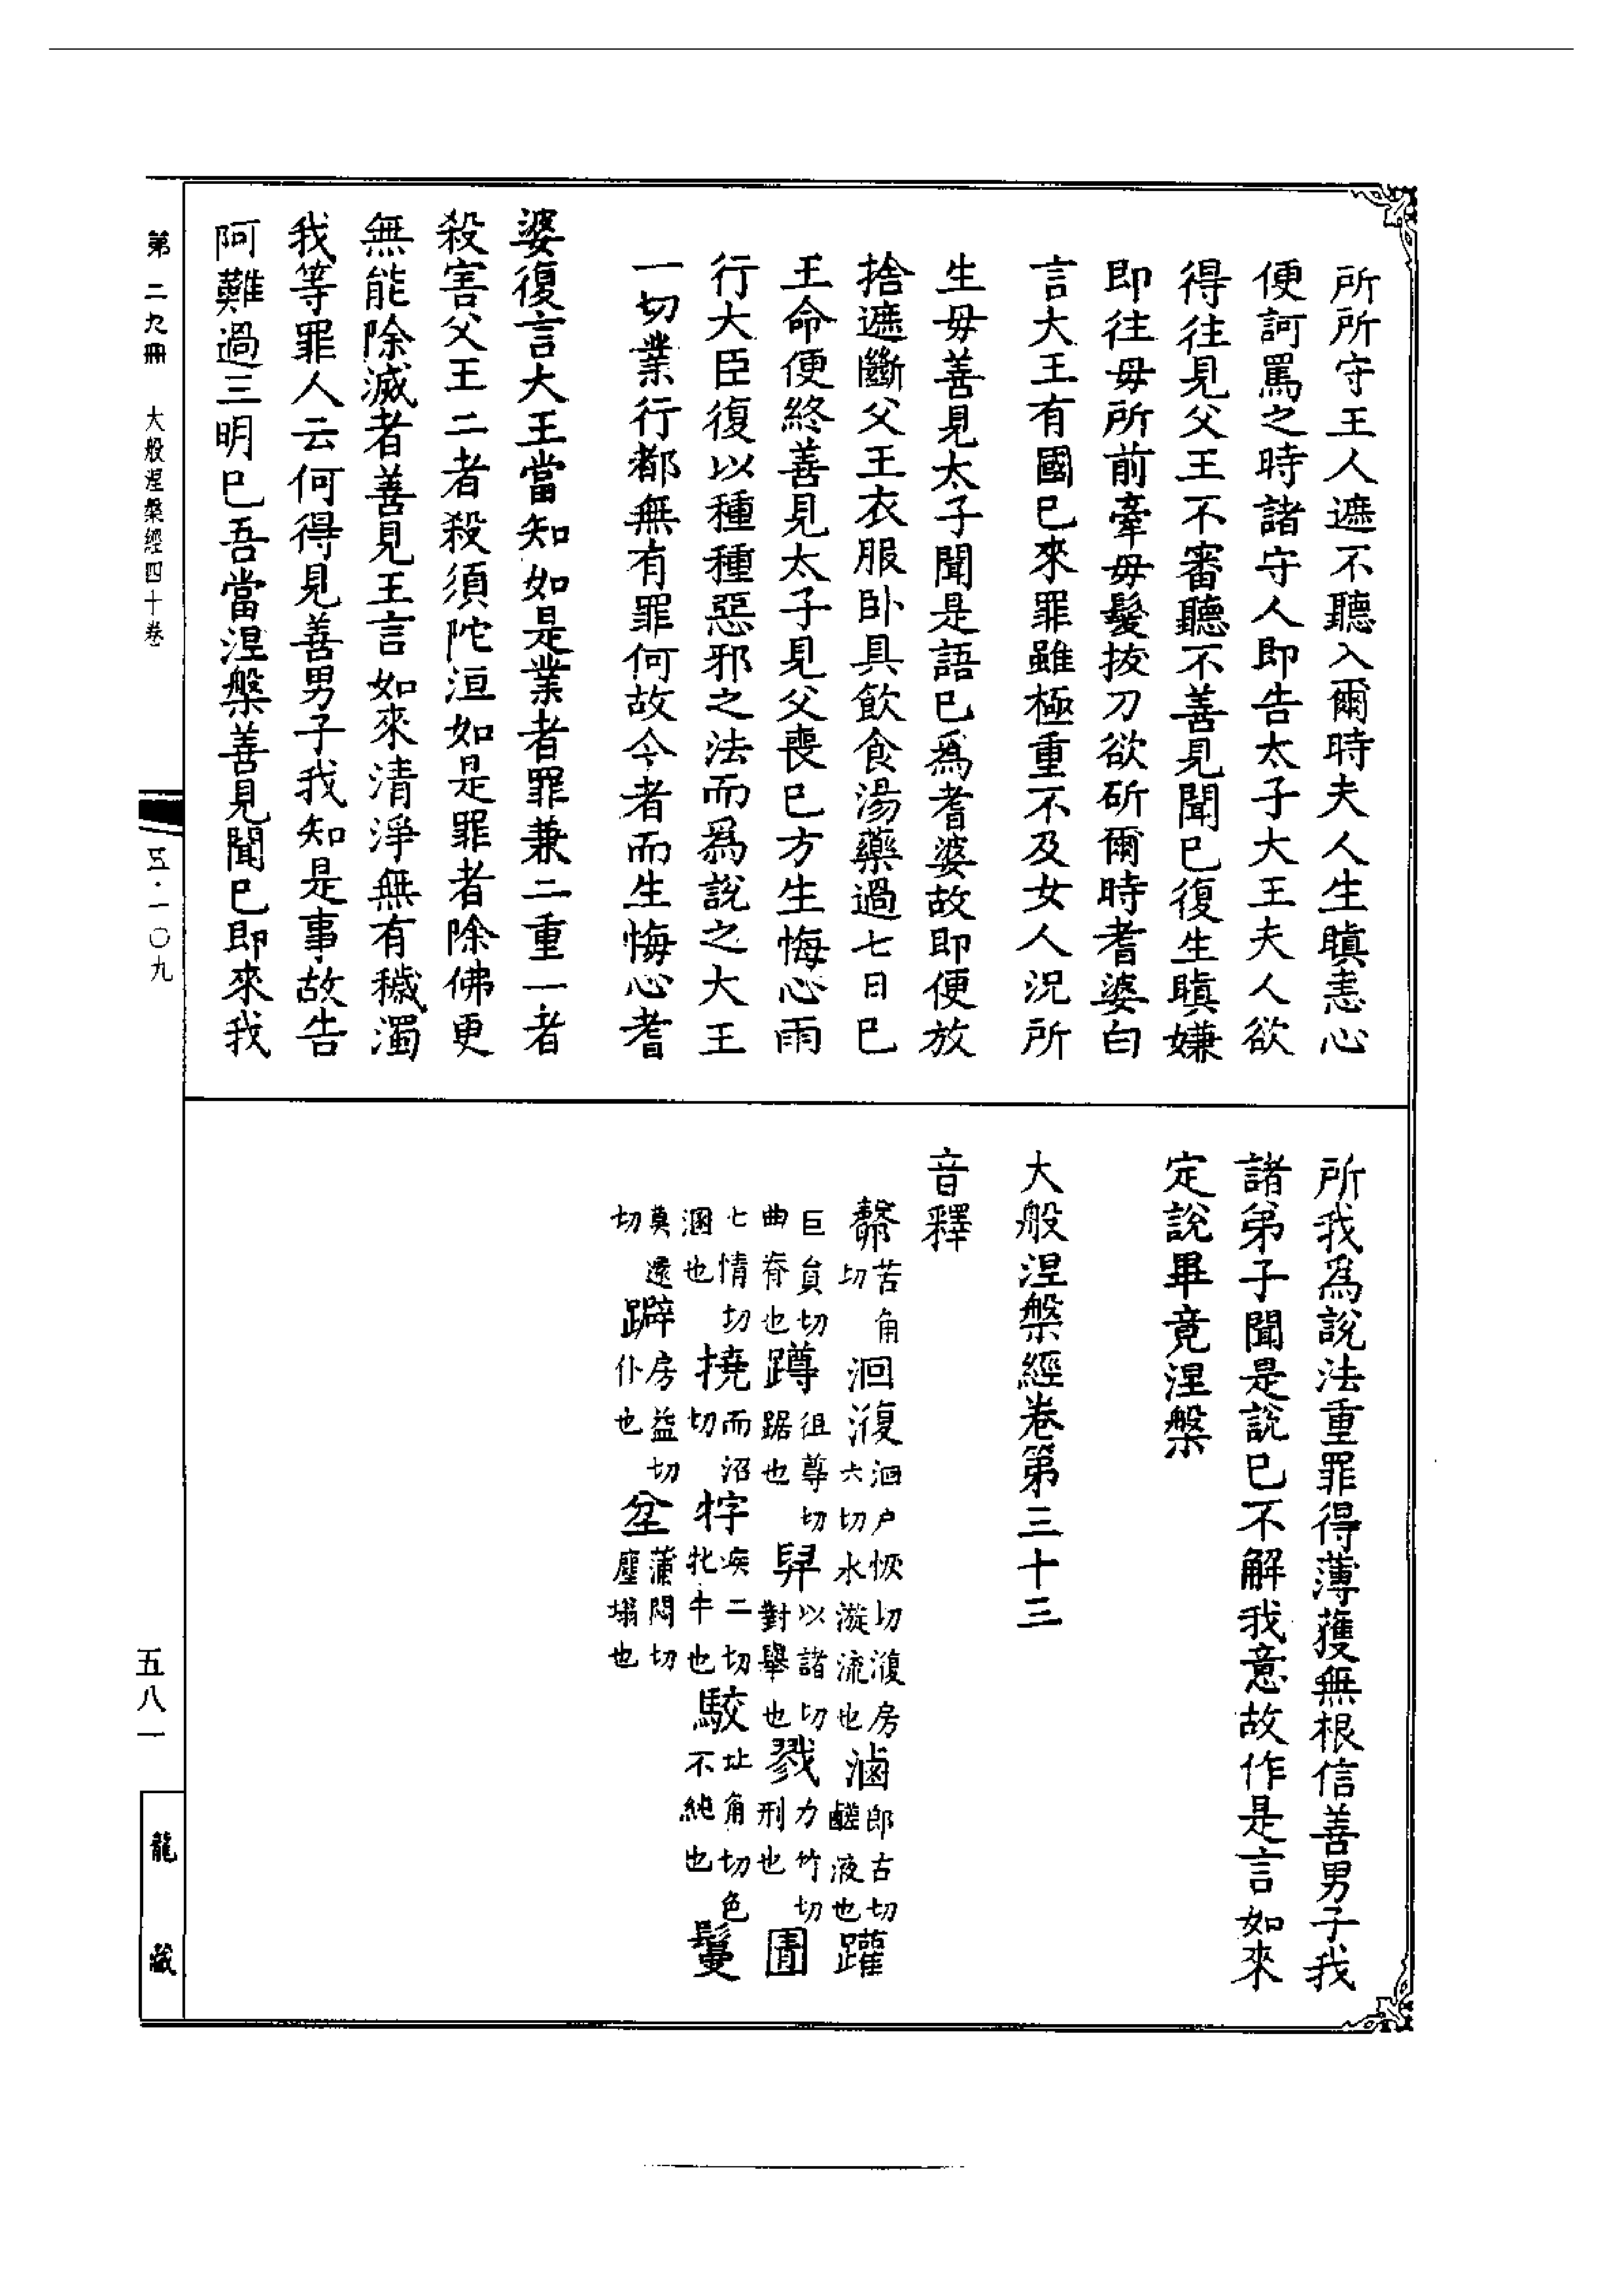 所所守王人遮不聽入爾時夫人生瞋恚心
便訶罵之時諸守人即告太子大王夫人欲
得往見父王不審聽不善見聞已復生瞋嫌
即往母所前牽母髮拔刀欲斫爾時耆婆白
言大王有國已來罪雖極重不及女人況所
生母善見太子聞是語已爲耆婆故即便放
捨遮斷父王衣服卧具飲食湯藥過七日已
王命便終善見太子見父喪已方生悔心雨
行大臣復以種種惡邪之法而爲說之大王
一切業行都無有罪何故今者而生悔心耆
婆復言大王當知如是業者罪兼二重一者
殺害父王二者殺須陀洹如是罪者除佛更
無能除滅者善見王言如來清淨無有穢濁
我等罪人云何得見善男子我知是事故告
阿難過三明已吾當涅槃善見聞已即來我
所我爲說法重罪得薄獲無根信善男子我
諸弟子聞是說已不解我意故作是言如來
定說畢竟涅槃
大般涅槃經卷第三十三
音釋
苦角切洄澓洄户恢切澓房六切水漩流也滷郎古切鹺液也躩
巨員切曲脊也蹲徂尊切踞也舁以諸切對舉也戮力竹切刑也圊
七情切溷也撓而沼切牸疾二切牝牛也駮北角切色不純也鬘
莫還切躃房益切仆也坌蒲悶切塵塕也
第二九冊 大般涅槃經四十卷
五·一〇九
五八一
龍藏